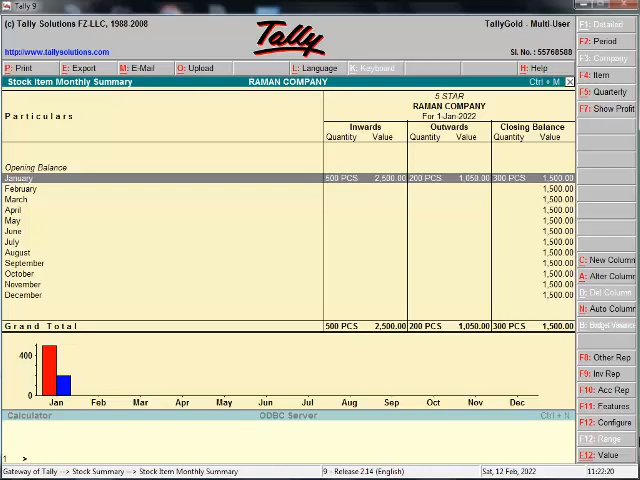 Tally 9
(c) Tally Solutions FZ-LLC, 1988-2008
http://www.tallysolutions.com
Tally
TallyGold - Multi-User
Sl. No. : 55768588
P: Print
E: Export
M: E-Mail
O: Upload
L: Language
K: Keyboard
H: Help
Stock Item Monthly Summary RAMAN COMPANY Ctrl + M
Particulars
5 STAR
RAMAN COMPANY
For 1-Jan-2022
Inwards Outwards Closing Balance
Quantity Value Quantity Value Quantity Value
Opening Balance
January 500 PCS 2,500.00 200 PCS 1,050.00 300 PCS 1,500.00
February 1,500.00
March 1,500.00
April 1,500.00
May 1,500.00
June 1,500.00
July 1,500.00
August 1,500.00
September 1,500.00
October 1,500.00
November 1,500.00
December 1,500.00
Grand Total 500 PCS 2,500.00 200 PCS 1,050.00 300 PCS 1,500.00
400
0
Jan Feb Mar Apr May Jun Jul Aug Sep Oct Nov Dec
Calculator ODBC Server Ctrl + N
1 >
Gateway of Tally --> Stock Summary --> Stock Item Monthly Summary
9 - Release 2.14 (English)
Sat, 12 Feb, 2022
11:22:20
F1: Detailed
F2: Period
F3: Company
F4: Item
F5: Quarterly
F7: Show Profit
C: New Column
A: Alter Column
D: Del Column
N: Auto Column
B: Budget Variance
F8: Other Rep
F9: Inv Rep
F10: Acc Rep
F11: Features
F12: Configure
F12: Range
F12: Value